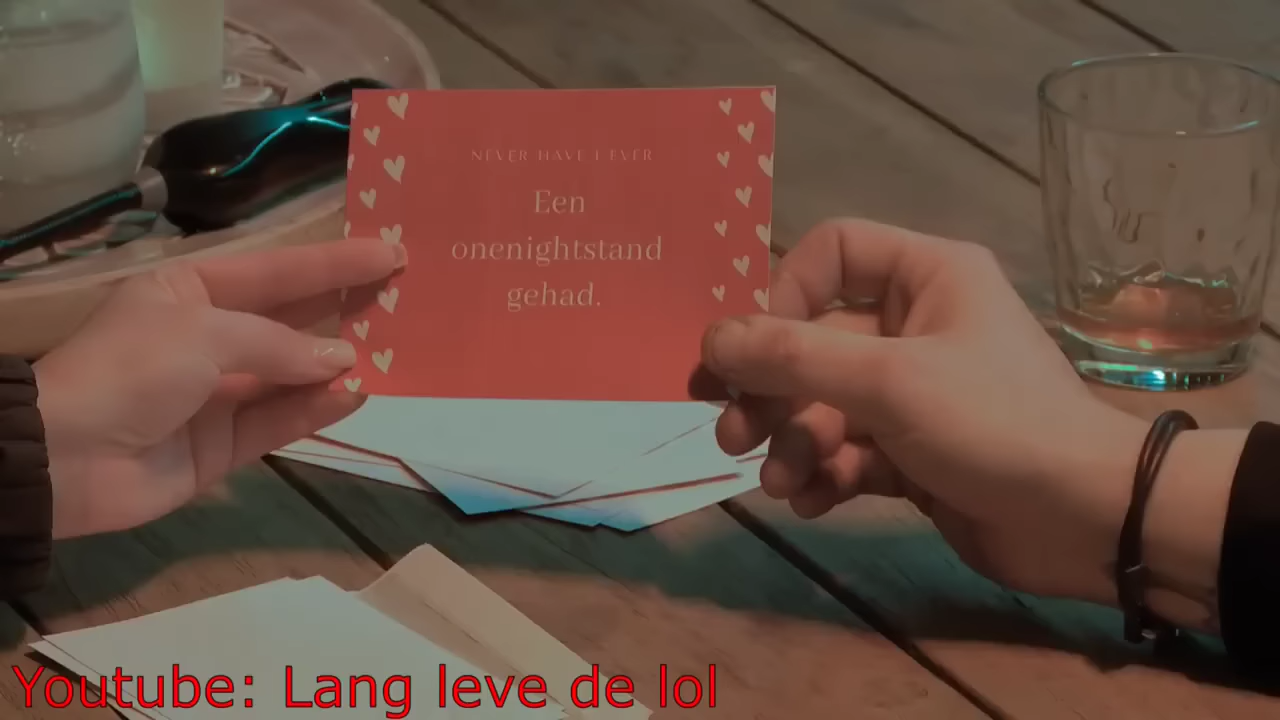 NEVER HAVE I EVER
Een
onenightstand
gehad.
Youtube: Lang leve de lol